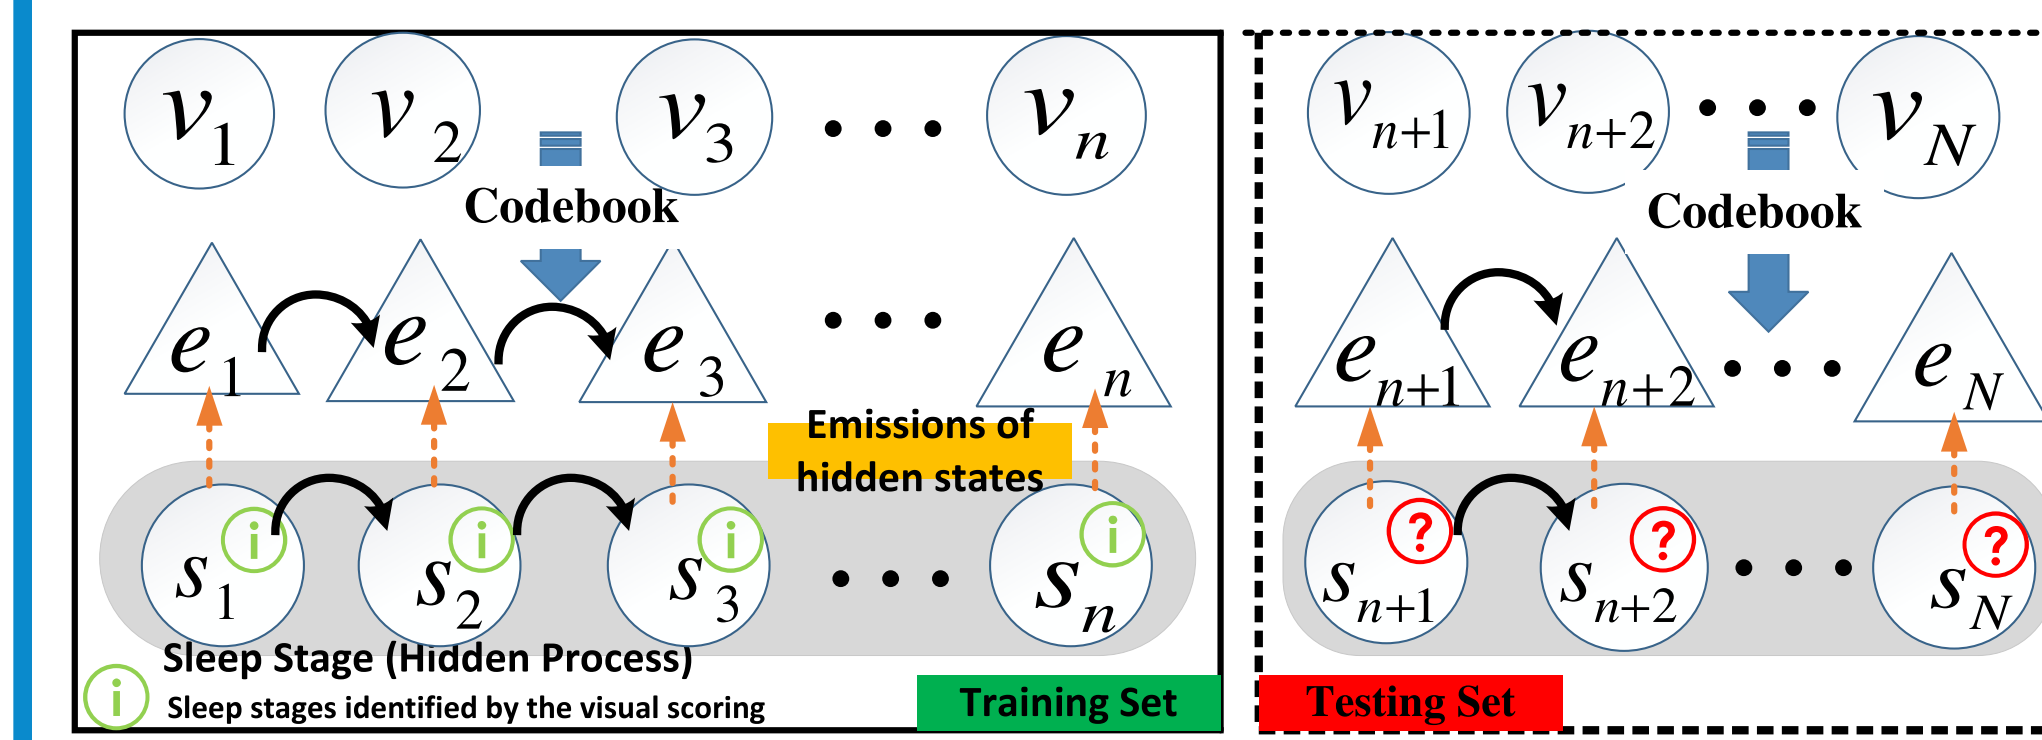 v1 v2 v3 • • • vn
Codebook
e1 e2 e3 • • • en
Emissions of
hidden states
i i i i
s1 s2 s3 • • • sn
Sleep Stage (Hidden Process)
i Sleep stages identified by the visual scoring
Training Set
vn+1 vn+2 • • • vN
Codebook
en+1 en+2 • • • eN
? ? ?
sn+1 sn+2 • • • sN
Testing Set